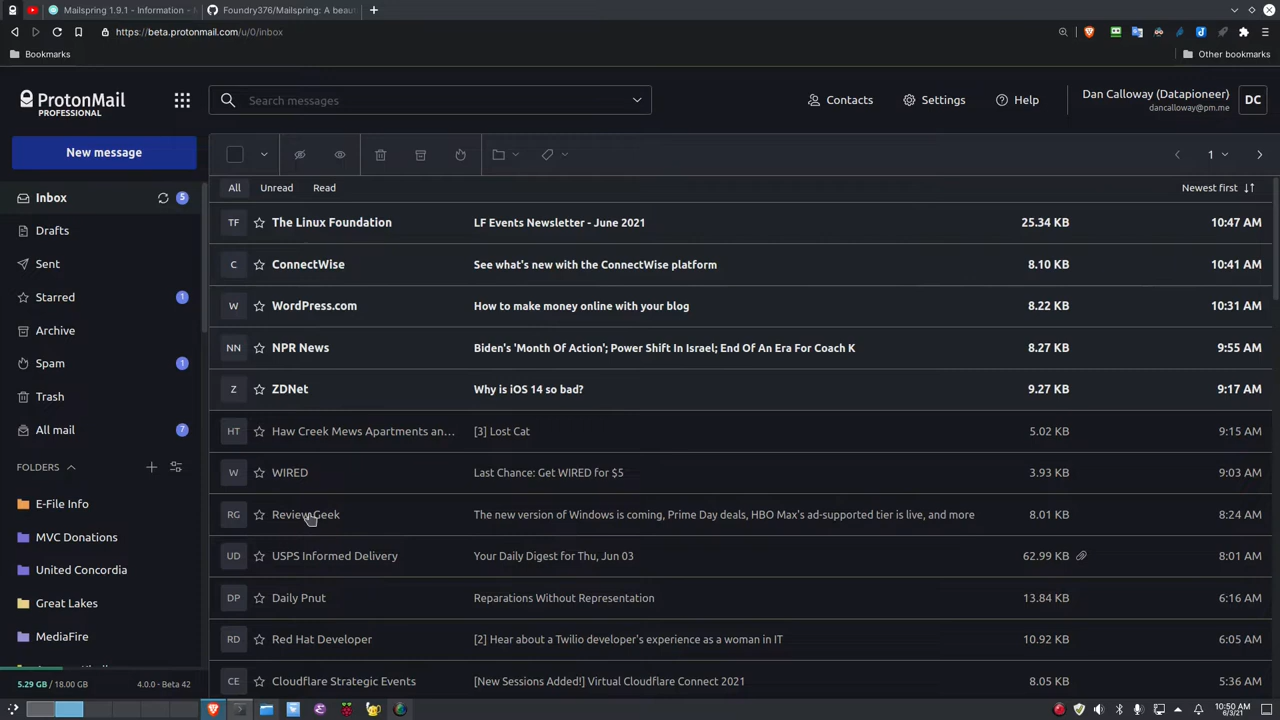 Mailspring 1.9.1 - Information -
Foundry376/Mailspring: A beau
https://beta.protonmail.com/u/0/inbox
Bookmarks
Other bookmarks
ProtonMail
PROFESSIONAL
Search messages
Contacts
Settings
Help
Dan Calloway (Datapioneer)
dancalloway@pm.me
DC
New message
1
All
Unread
Read
Newest first
Inbox
5
Drafts
Sent
Starred
1
Archive
Spam
1
Trash
All mail
7
FOLDERS
E-File Info
MVC Donations
United Concordia
Great Lakes
MediaFire
5.29 GB / 18.00 GB
4.0.0 - Beta 42
TF The Linux Foundation LF Events Newsletter - June 2021 25.34 KB 10:47 AM
C ConnectWise See what's new with the ConnectWise platform 8.10 KB 10:41 AM
W WordPress.com How to make money online with your blog 8.22 KB 10:31 AM
NN NPR News Biden's 'Month Of Action'; Power Shift In Israel; End Of An Era For Coach K 8.27 KB 9:55 AM
Z ZDNet Why is iOS 14 so bad? 9.27 KB 9:17 AM
HT Haw Creek Mews Apartments an... [3] Lost Cat 5.02 KB 9:15 AM
W WIRED Last Chance: Get WIRED for $5 3.93 KB 9:03 AM
RG Review Geek The new version of Windows is coming, Prime Day deals, HBO Max's ad-supported tier is live, and more 8.01 KB 8:24 AM
UD USPS Informed Delivery Your Daily Digest for Thu, Jun 03 62.99 KB 8:01 AM
DP Daily Pnut Reparations Without Representation 13.84 KB 6:16 AM
RD Red Hat Developer [2] Hear about a Twilio developer's experience as a woman in IT 10.92 KB 6:05 AM
CE Cloudflare Strategic Events [New Sessions Added!] Virtual Cloudflare Connect 2021 8.05 KB 5:36 AM
10:50 AM
6/3/21